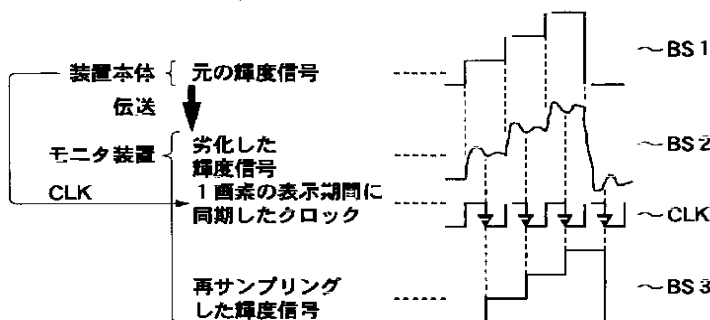 装置本体 元の輝度信号 〜BS1
伝送
モニタ装置 劣化した
輝度信号 〜BS2
CLK 1画素の表示期間に
同期したクロック 〜CLK
再サンプリング
した輝度信号 〜BS3